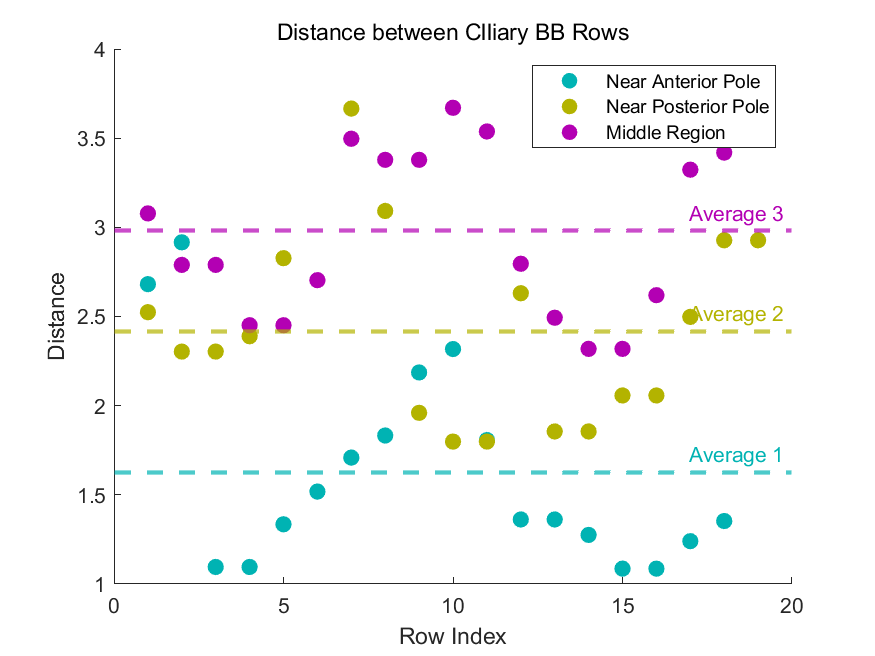 Distance between CIliary BB Rows
4
3.5
3
2.5
2
1.5
1
Distance
Near Anterior Pole
Near Posterior Pole
Middle Region
Average 3
Average 2
Average 1
0
5
10
15
20
Row Index